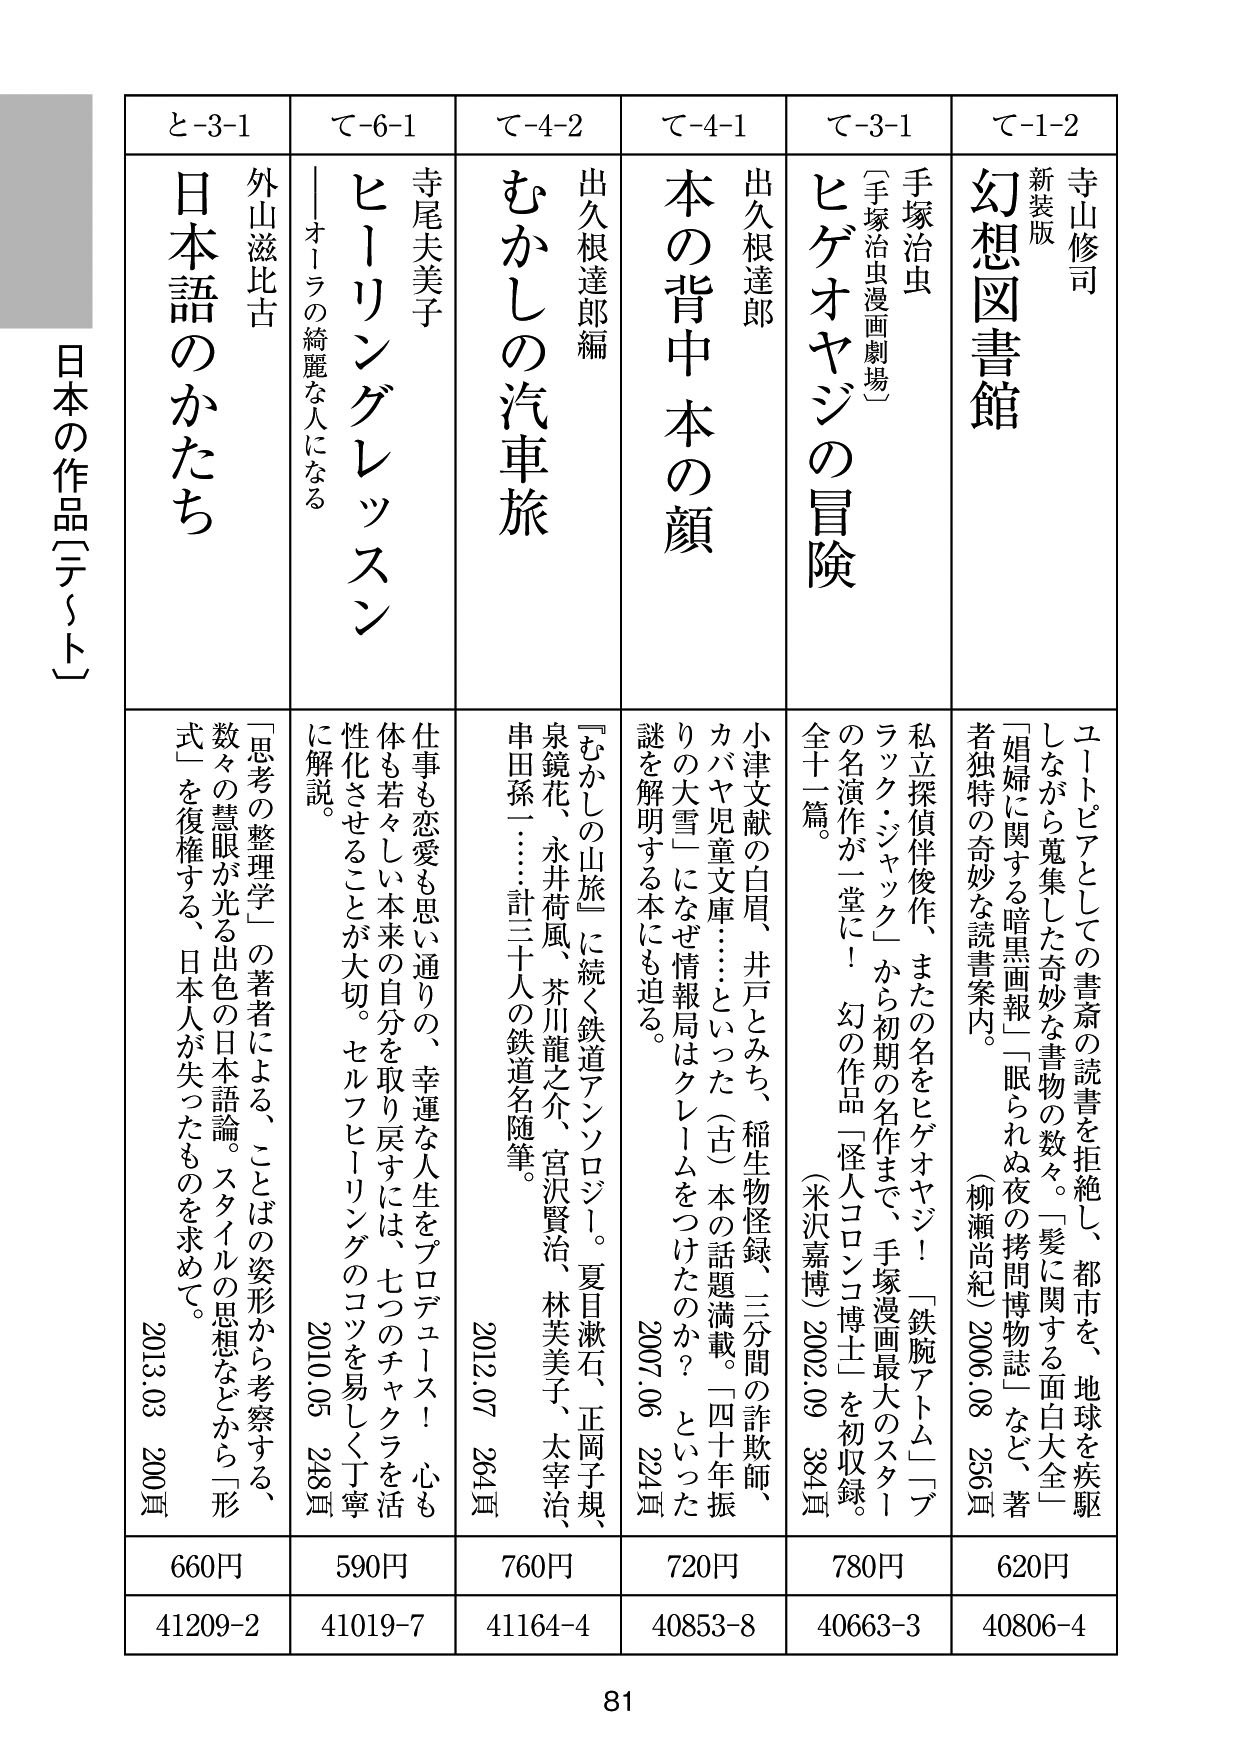 て-1-2
寺山修司
新装版
幻想図書館
ユートピアとしての書斎の読書を拒絶し、都市を、地球を疾駆
しながら蒐集した奇妙な書物の数々。「髪に関する面白大全」
「娼婦に関する暗黒画報」「眠られぬ夜の拷問博物誌」など、著
者独特の奇妙な読書案内。
（柳瀬尚紀）2006.08 256頁
620円
40806-4
て-3-1
手塚治虫
〔手塚治虫漫画劇場〕
ヒゲオヤジの冒険
私立探偵伴俊作、またの名をヒゲオヤジ！ 「鉄腕アトム」「ブ
ラック・ジャック」から初期の名作まで、手塚漫画最大のスター
の名演作が一堂に！ 幻の作品「怪人コロンコ博士」を初収録。
全十一篇。
（米沢嘉博）2002.09 384頁
780円
40663-3
て-4-1
出久根達郎
本の背中 本の顔
小津文献の白眉、井戸とみち、稲生物怪録、三分間の詐欺師、
カバヤ児童文庫……といった（古）本の話題満載。「四十年振
りの大雪」になぜ情報局はクレームをつけたのか？ といった
謎を解明する本にも迫る。
2007.06 224頁
720円
40853-8
て-4-2
出久根達郎編
むかしの汽車旅
『むかしの山旅』に続く鉄道アンソロジー。夏目漱石、正岡子規、
泉鏡花、永井荷風、芥川龍之介、宮沢賢治、林芙美子、太宰治、
串田孫一……計三十人の鉄道名随筆。
2012.07 264頁
760円
41164-4
て-6-1
寺尾夫美子
ヒーリングレッスン
――オーラの綺麗な人になる
仕事も恋愛も思い通りの、幸運な人生をプロデュース！ 心も
体も若々しい本来の自分を取り戻すには、七つのチャクラを活
性化させることが大切。セルフヒーリングのコツを易しく丁寧
に解説。
2010.05 248頁
590円
41019-7
と-3-1
外山滋比古
日本語のかたち
「思考の整理学」の著者による、ことばの姿形から考察する、
数々の慧眼が光る出色の日本語論。スタイルの思想などから「形
式」を復権する、日本人が失ったものを求めて。
2013.03 200頁
660円
41209-2
日本の作品〔テ～ト〕
81